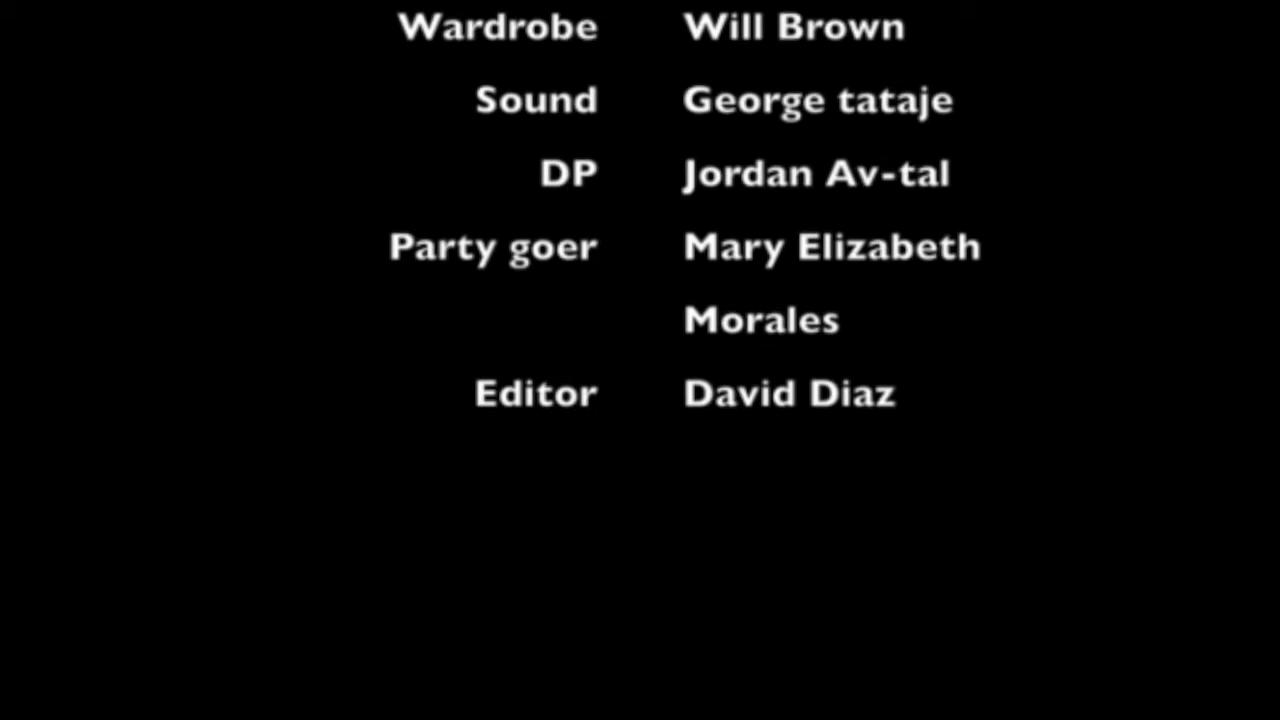 Wardrobe Will Brown
Sound George tataje
DP Jordan Av-tal
Party goer Mary Elizabeth
Morales
Editor David Diaz